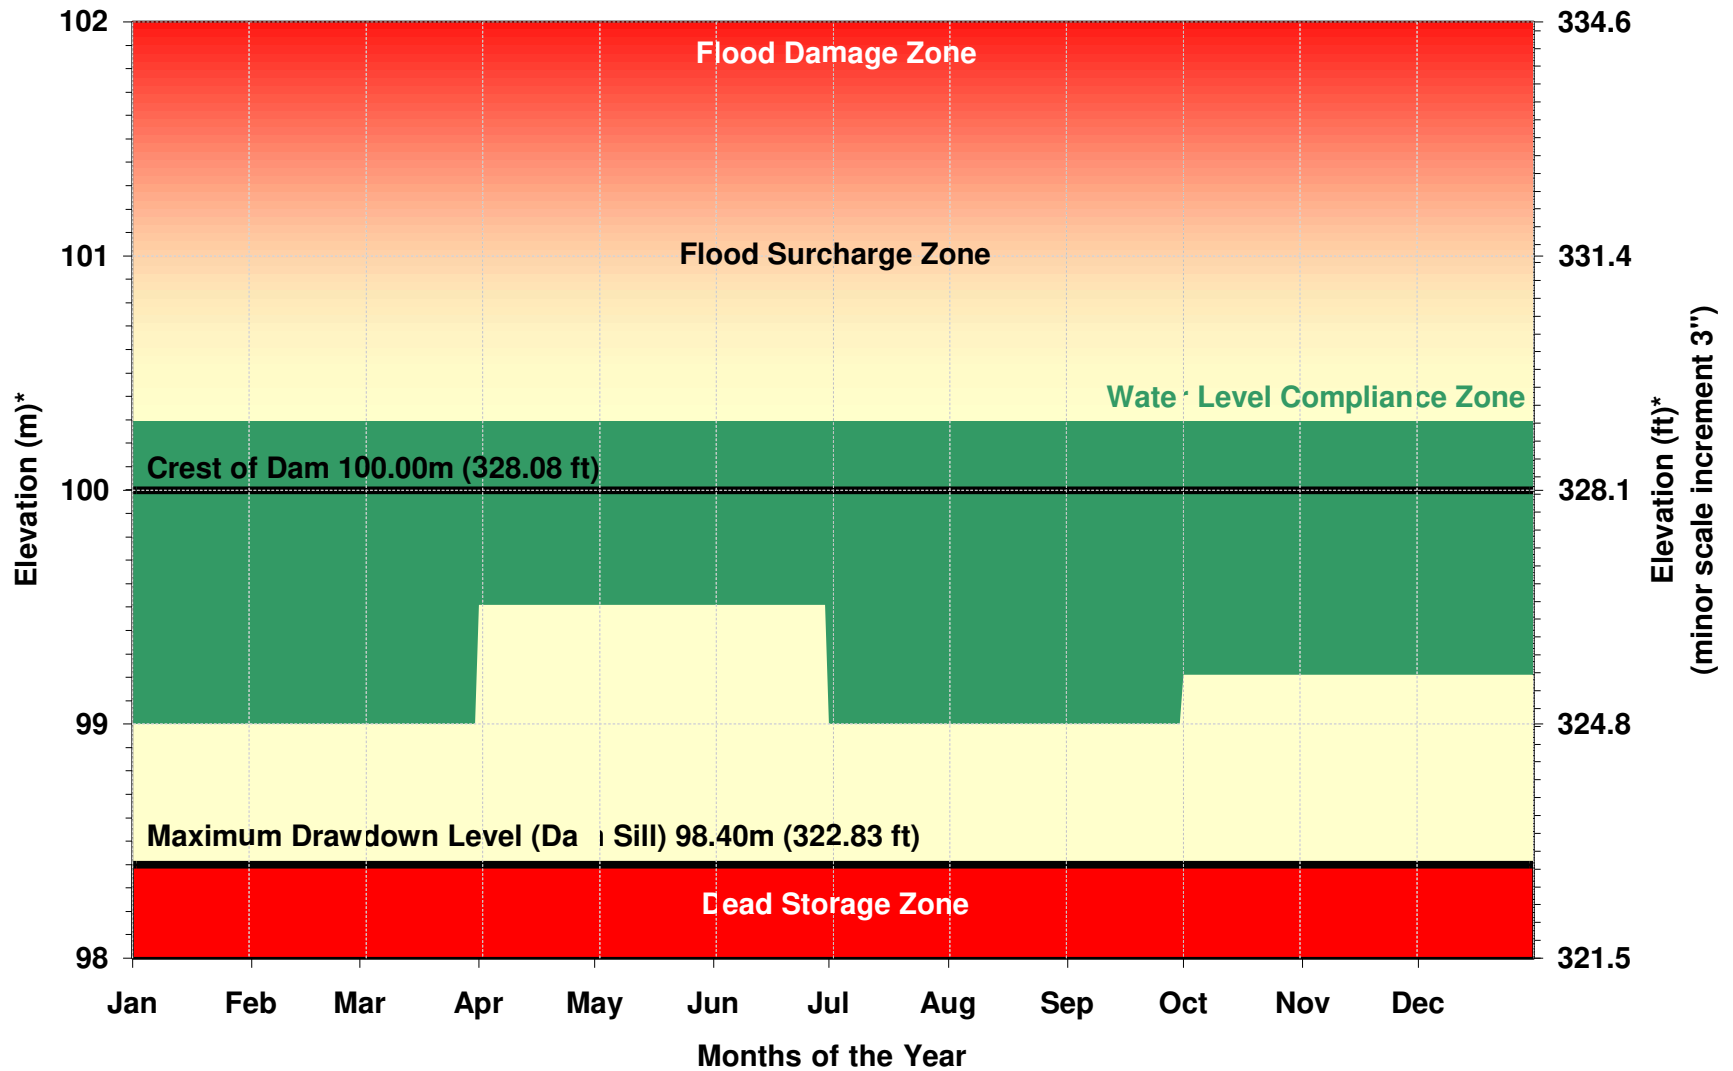 102
334.6
Flood Damage Zone
101
Flood Surcharge Zone
331.4
Water Level Compliance Zone
Crest of Dam 100.00m (328.08 ft)
100
328.1
99
324.8
Maximum Drawdown Level (Dam Sill) 98.40m (322.83 ft)
Dead Storage Zone
98
321.5
Elevation (m)*
Elevation (ft)*
(minor scale increment 3")
Jan Feb Mar Apr May Jun Jul Aug Sep Oct Nov Dec
Months of the Year